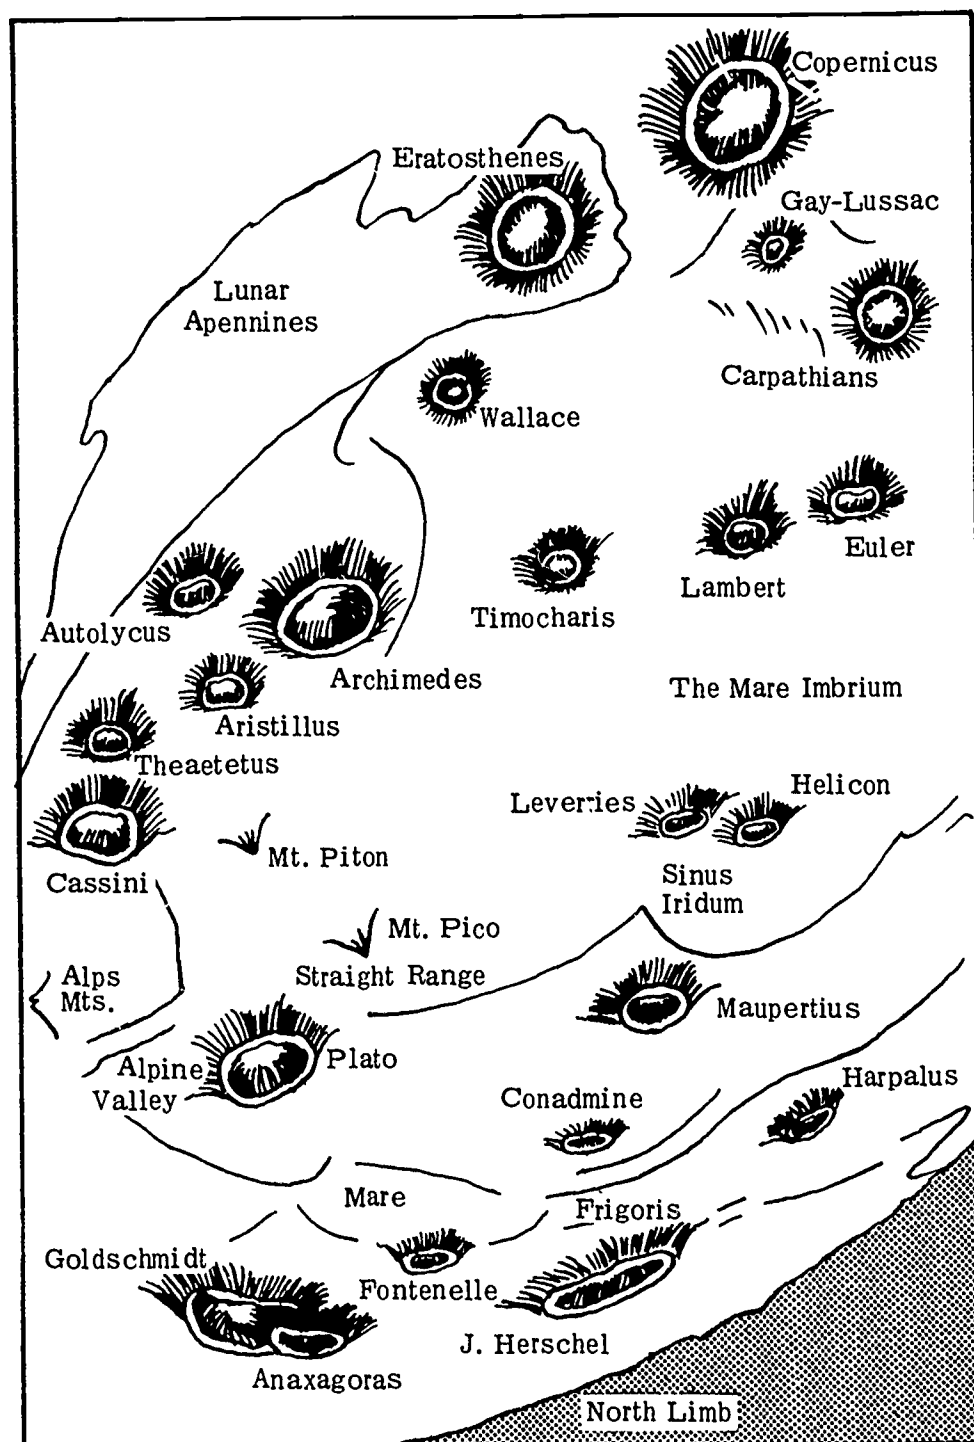 Copernicus
Eratosthenes
Gay-Lussac
Lunar
Apennines
Carpathians
Wallace
Euler
Lambert
Timocharis
Autolycus
Archimedes
The Mare Imbrium
Aristillus
Theaetetus
Helicon
Leverries
Mt. Piton
Cassini
Sinus
Iridum
Mt. Pico
Straight Range
Alps
Mts.
Maupertius
Plato
Alpine
Valley
Harpalus
Conadmine
Mare
Frigoris
Goldschmidt
Fontenelle
J. Herschel
Anaxagoras
North Limb